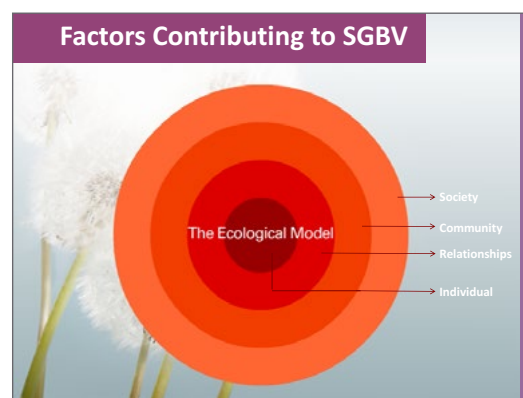 Factors Contributing to SGBV
The Ecological Model
Society
Community
Relationships
Individual